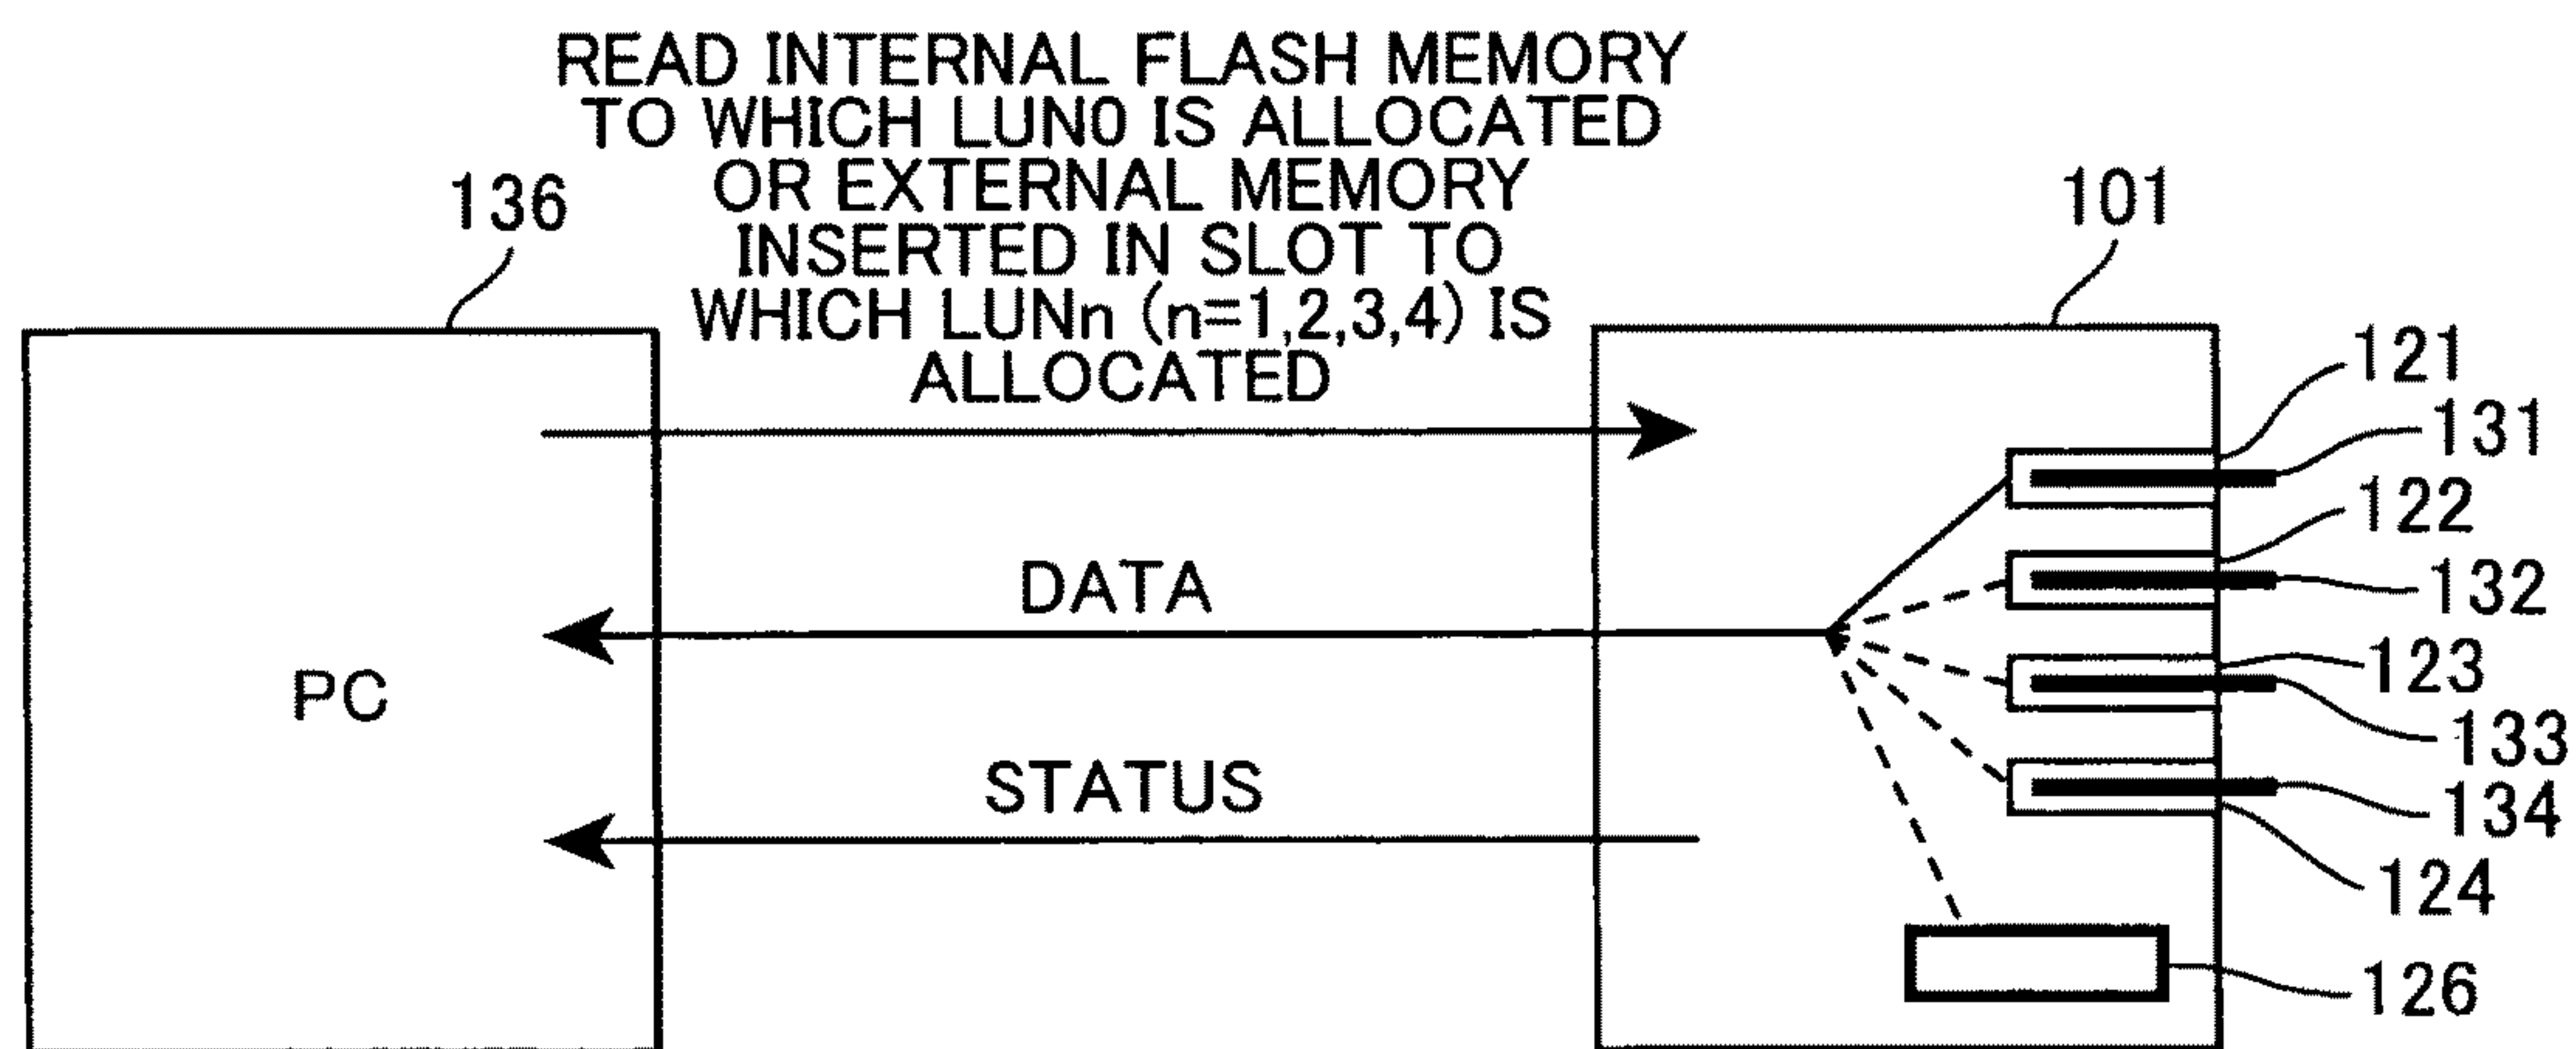 READ INTERNAL FLASH MEMORY
TO WHICH LUN0 IS ALLOCATED
OR EXTERNAL MEMORY
INSERTED IN SLOT TO
WHICH LUNn (n=1,2,3,4) IS
ALLOCATED
136
101
121
131
122
DATA
132
123
PC
133
STATUS
134
124
126